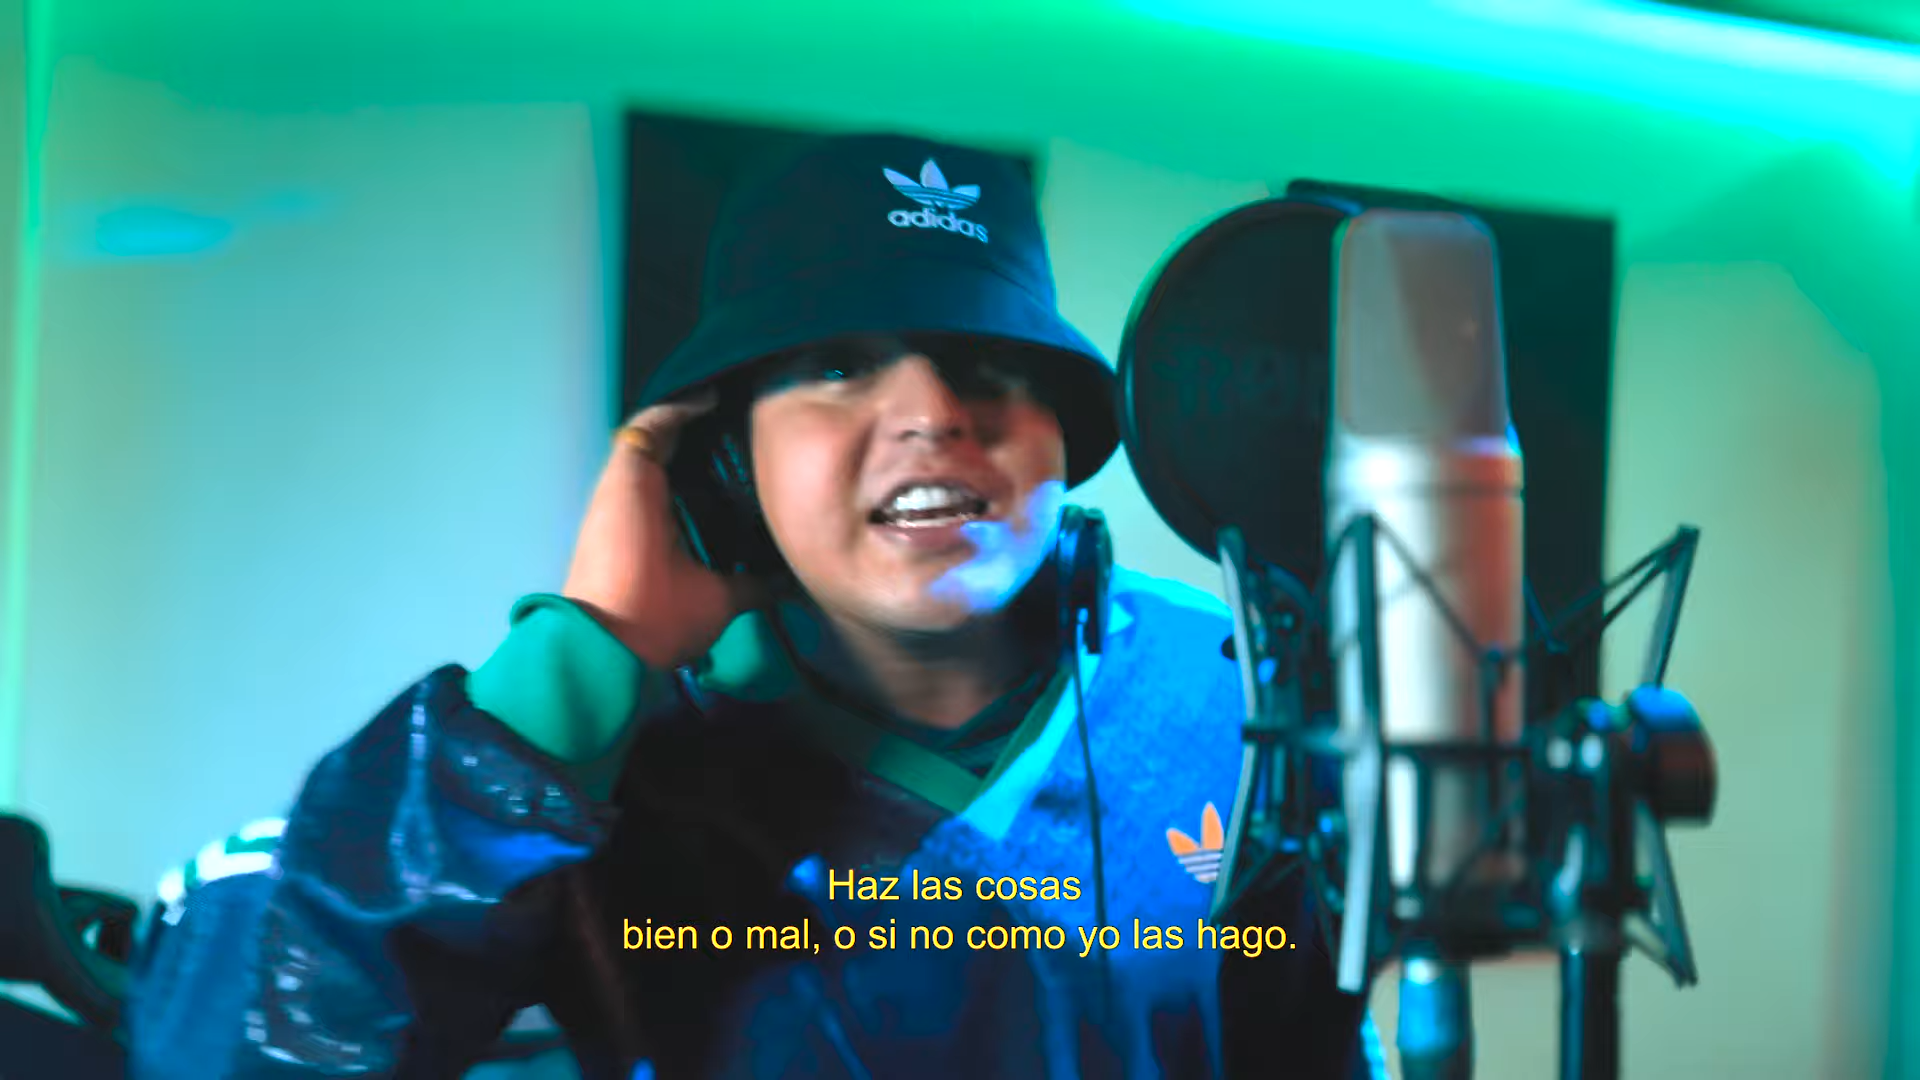 adidas
Haz las cosas
bien o mal, o si no como yo las hago.